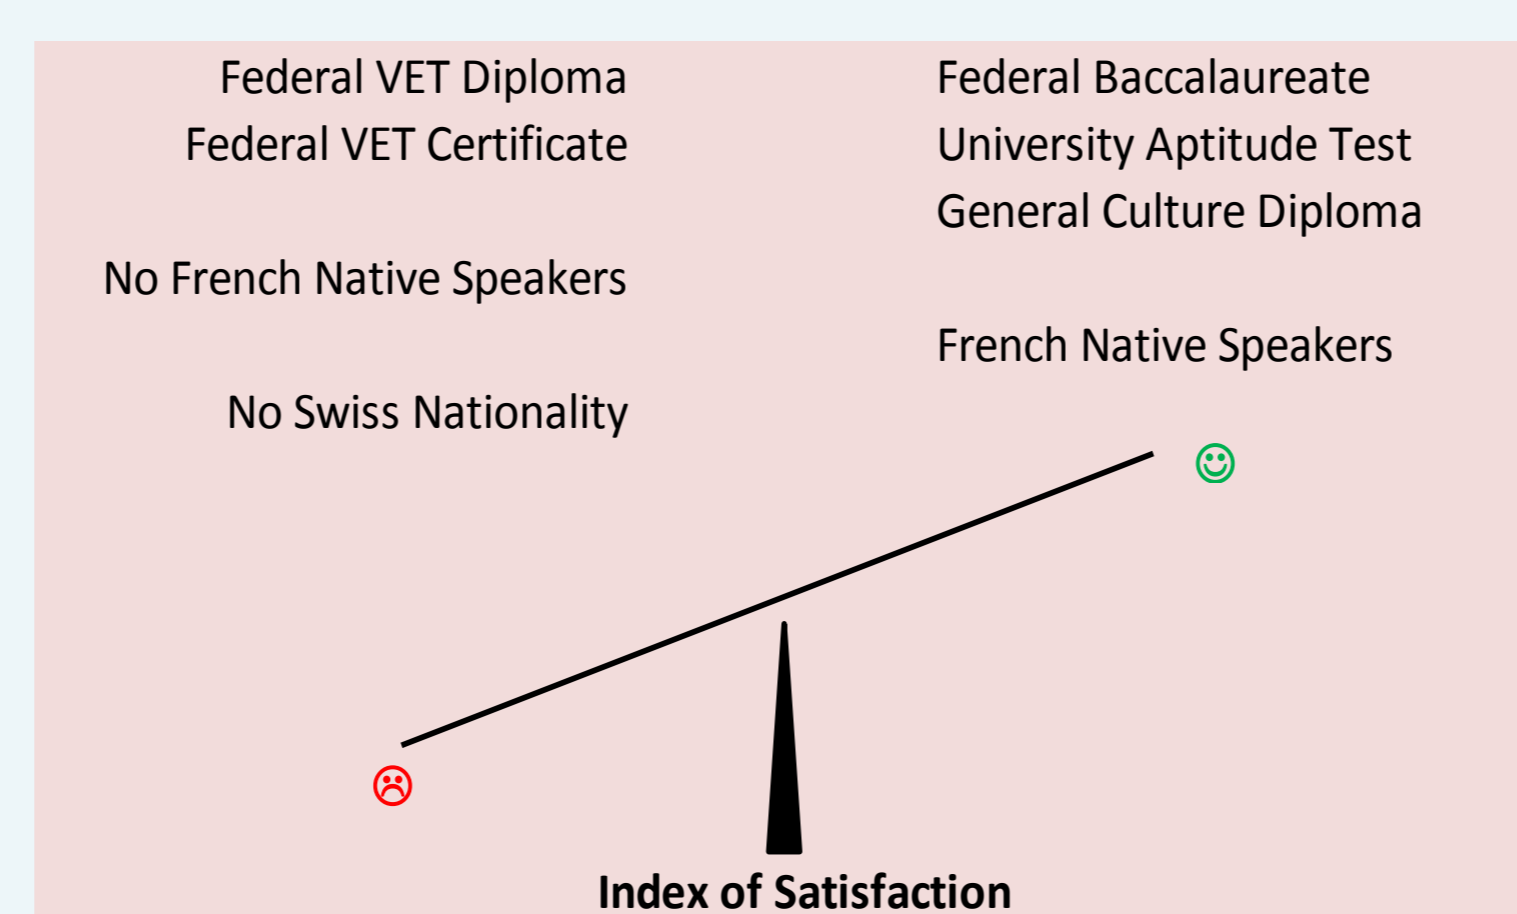 Federal VET Diploma
Federal VET Certificate
No French Native Speakers
No Swiss Nationality
Federal Baccalaureate
University Aptitude Test
General Culture Diploma
French Native Speakers
Index of Satisfaction